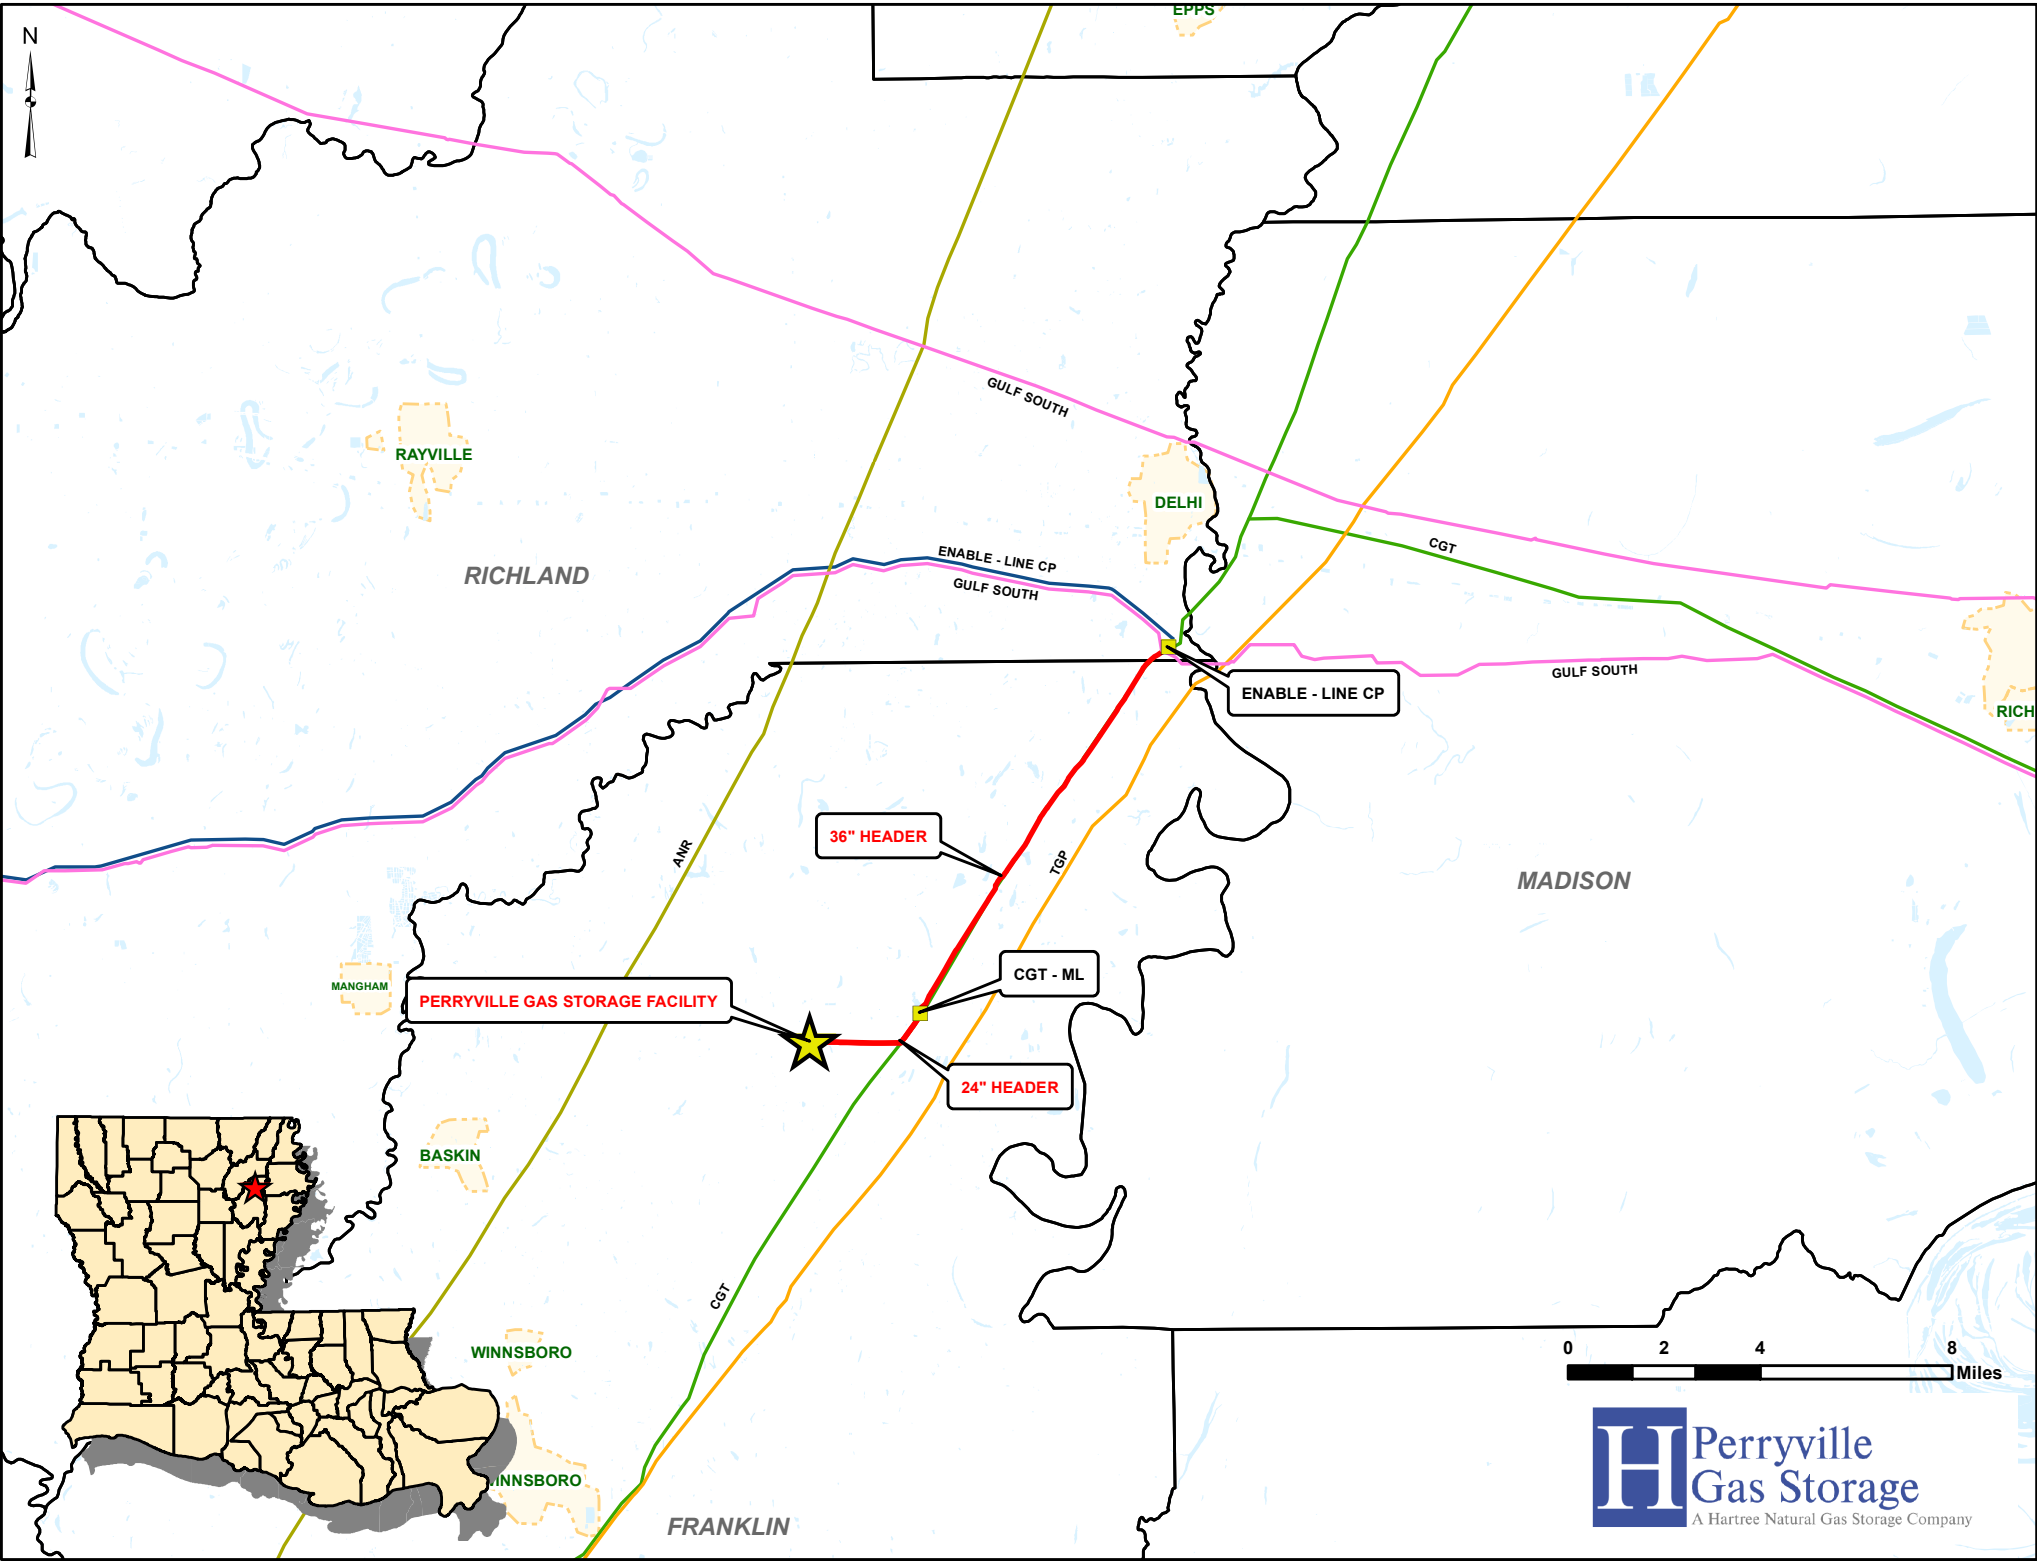 EPPS
N
GULF SOUTH
RAYVILLE
DELHI
CGT
ENABLE - LINE CP
GULF SOUTH
RICHLAND
GULF SOUTH
ENABLE - LINE CP
RICH
36" HEADER
ANR
TGP
MADISON
CGT - ML
MANGHAM
PERRYVILLE GAS STORAGE FACILITY
24" HEADER
BASKIN
CGT
WINNSBORO
0 2 4 8
Miles
INNSBORO
FRANKLIN
H
Perryville
Gas Storage
A Hartree Natural Gas Storage Company